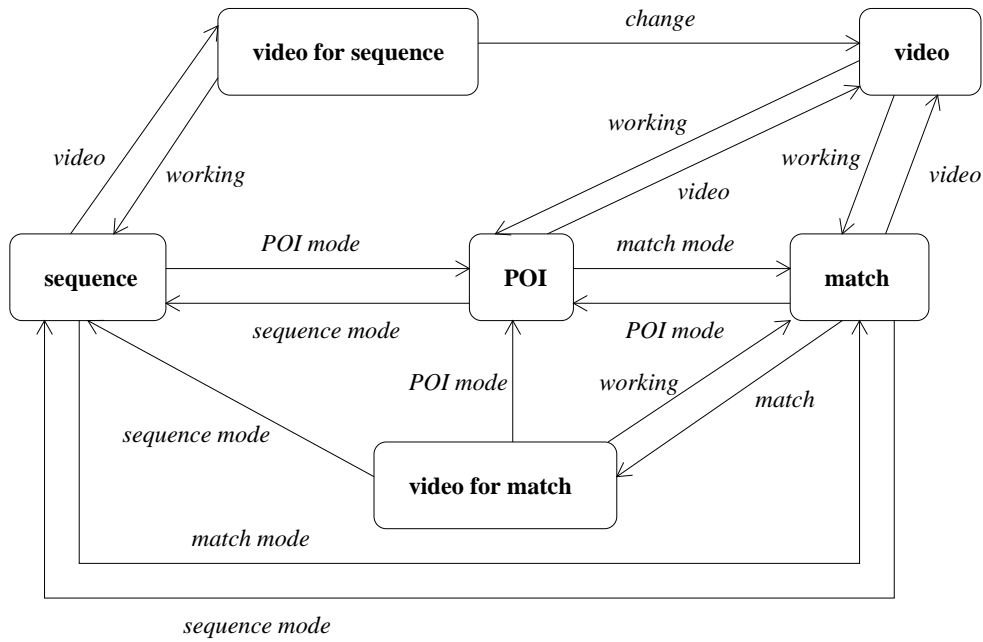 change
video for sequence
video
working
video
working
working
video
video
POI mode
match mode
sequence
POI
match
sequence mode
POI mode
POI mode
working
match
sequence mode
video for match
match mode
sequence mode